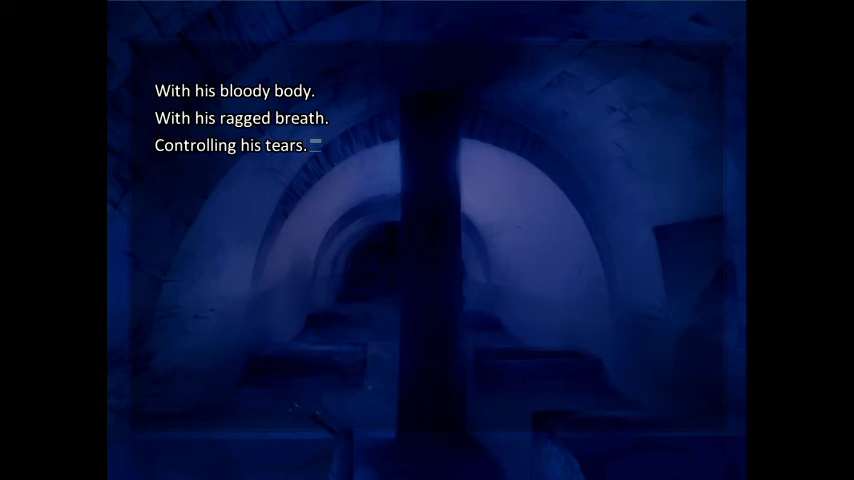 With his bloody body.
With his ragged breath.
Controlling his tears.